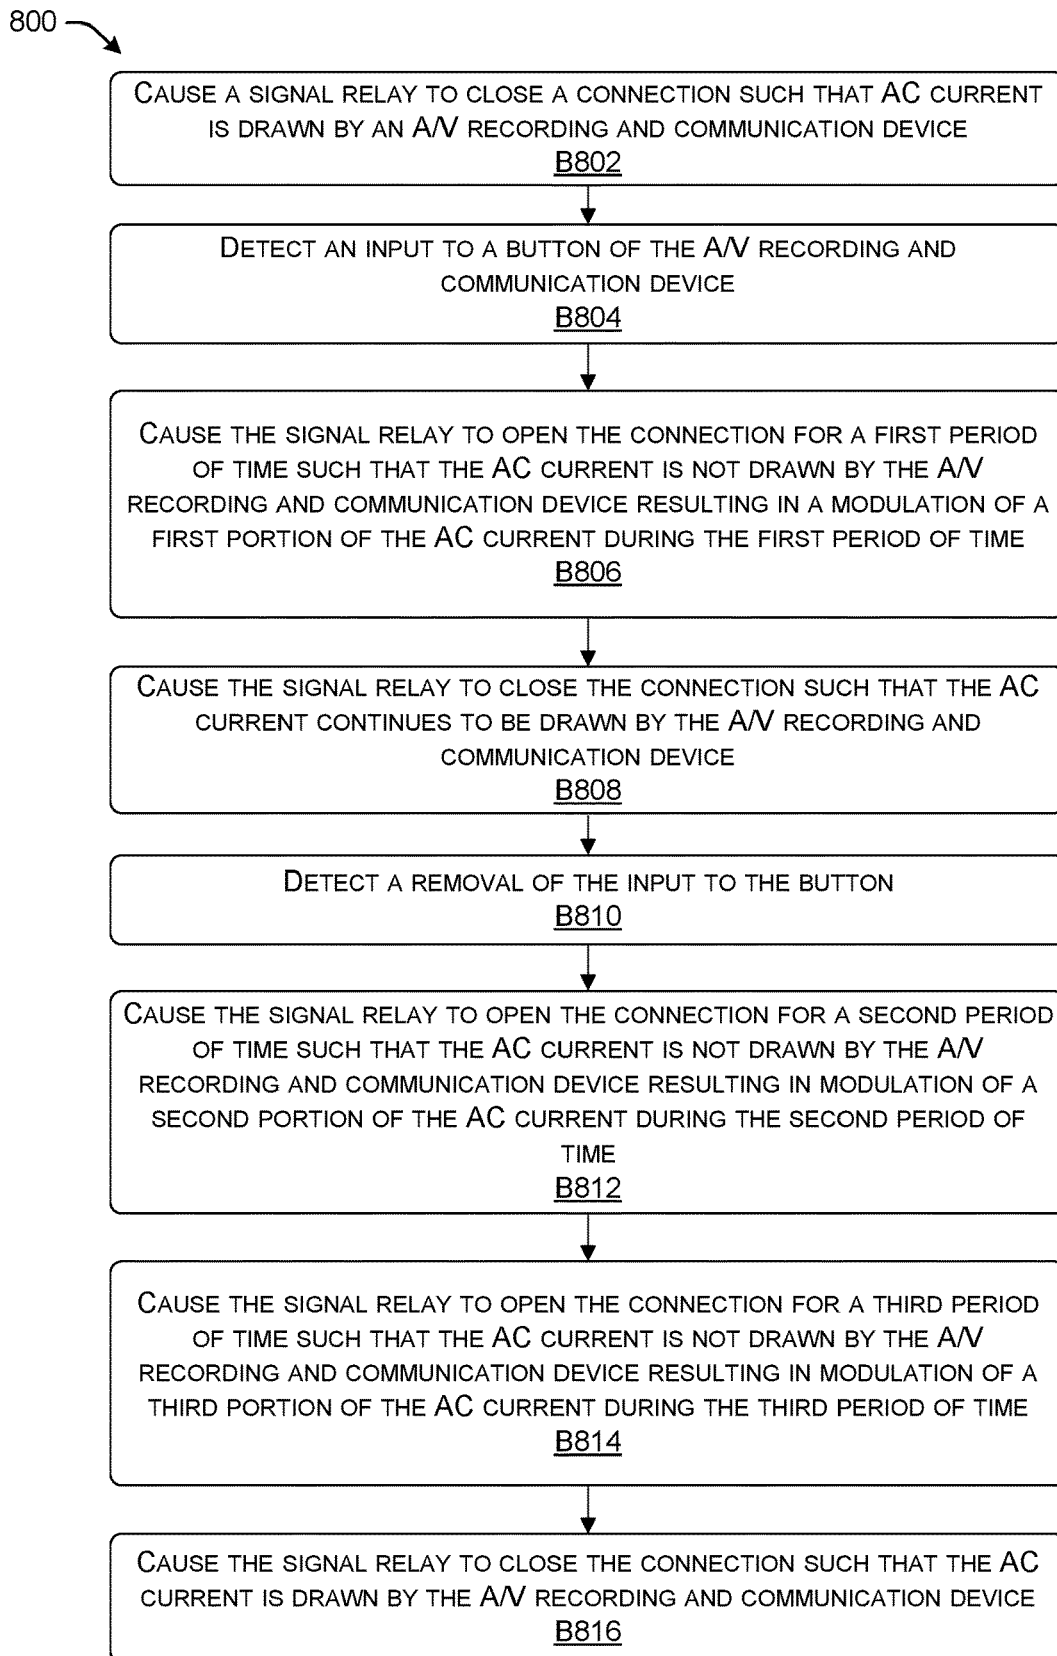 800
CAUSE A SIGNAL RELAY TO CLOSE A CONNECTION SUCH THAT AC CURRENT
IS DRAWN BY AN A/V RECORDING AND COMMUNICATION DEVICE
B802
DETECT AN INPUT TO A BUTTON OF THE A/V RECORDING AND
COMMUNICATION DEVICE
B804
CAUSE THE SIGNAL RELAY TO OPEN THE CONNECTION FOR A FIRST PERIOD
OF TIME SUCH THAT THE AC CURRENT IS NOT DRAWN BY THE A/V
RECORDING AND COMMUNICATION DEVICE RESULTING IN A MODULATION OF A
FIRST PORTION OF THE AC CURRENT DURING THE FIRST PERIOD OF TIME
B806
CAUSE THE SIGNAL RELAY TO CLOSE THE CONNECTION SUCH THAT THE AC
CURRENT CONTINUES TO BE DRAWN BY THE A/V RECORDING AND
COMMUNICATION DEVICE
B808
DETECT A REMOVAL OF THE INPUT TO THE BUTTON
B810
CAUSE THE SIGNAL RELAY TO OPEN THE CONNECTION FOR A SECOND PERIOD
OF TIME SUCH THAT THE AC CURRENT IS NOT DRAWN BY THE A/V
RECORDING AND COMMUNICATION DEVICE RESULTING IN MODULATION OF A
SECOND PORTION OF THE AC CURRENT DURING THE SECOND PERIOD OF
TIME
B812
CAUSE THE SIGNAL RELAY TO OPEN THE CONNECTION FOR A THIRD PERIOD
OF TIME SUCH THAT THE AC CURRENT IS NOT DRAWN BY THE A/V
RECORDING AND COMMUNICATION DEVICE RESULTING IN MODULATION OF A
THIRD PORTION OF THE AC CURRENT DURING THE THIRD PERIOD OF TIME
B814
CAUSE THE SIGNAL RELAY TO CLOSE THE CONNECTION SUCH THAT THE AC
CURRENT IS DRAWN BY THE A/V RECORDING AND COMMUNICATION DEVICE
B816